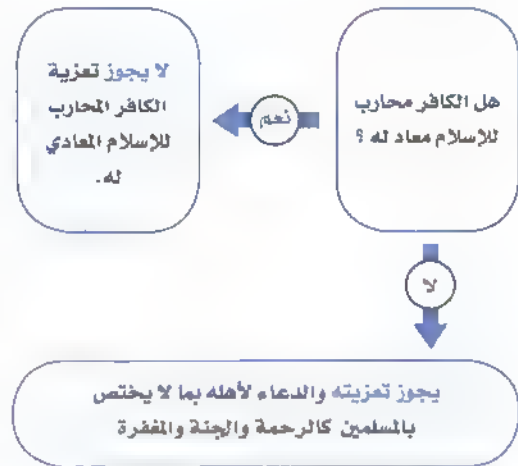 هل الكافر محارب
للإسلام معاد له ؟
نعم
لا يجوز تعزية
الكافر المحارب
للإسلام المعادي
له.
لا
يجوز تعزيته والدعاء لأهله بما لا يختص
بالمسلمين كالرحمة والجنة والمغفرة